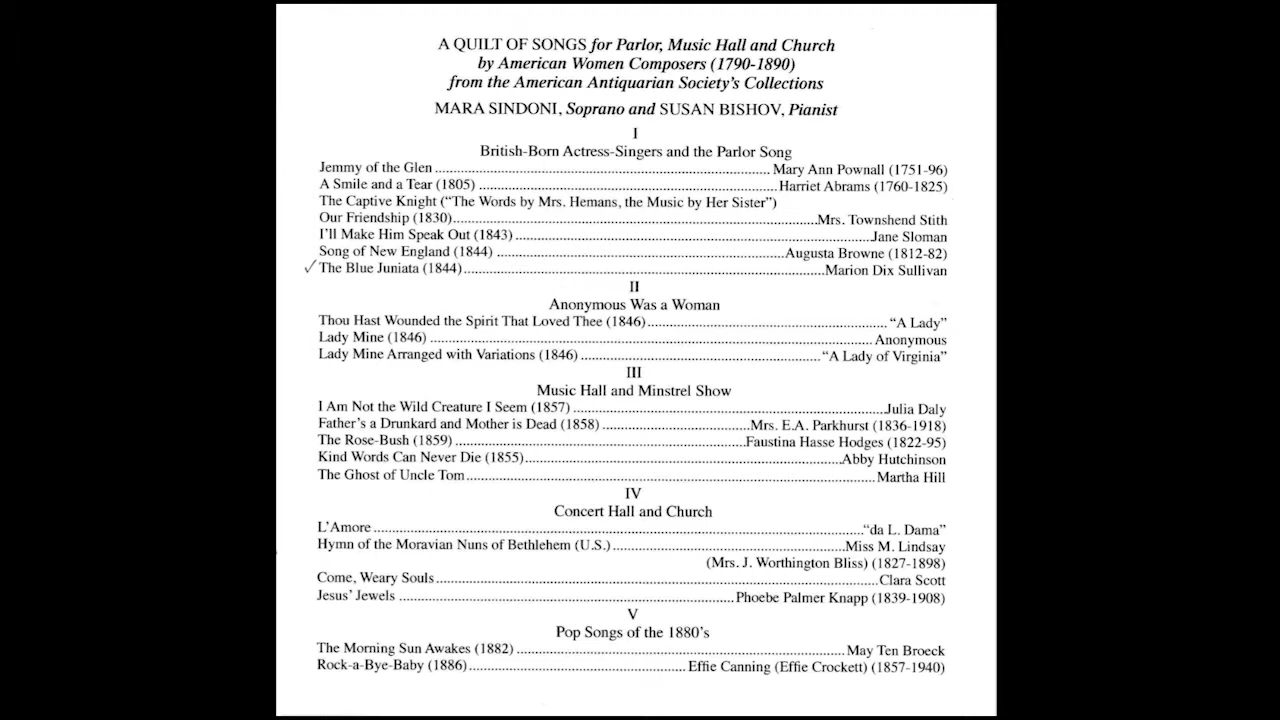 A QUILT OF SONGS for Parlor, Music Hall and Church
by American Women Composers (1790-1890)
from the American Antiquarian Society's Collections
MARA SINDONI, Soprano and SUSAN BISHOV, Pianist
I
British-Born Actress-Singers and the Parlor Song
Jemmy of the Glen ........ Mary Ann Pownall (1751-96)
A Smile and a Tear (1805) ........ Harriet Abrams (1760-1825)
The Captive Knight ("The Words by Mrs. Hemans, the Music by Her Sister")
Our Friendship (1830) ........ Mrs. Townshend Stith
I'll Make Him Speak Out (1843) ........ Jane Sloman
Song of New England (1844) ........ Augusta Browne (1812-82)
✓ The Blue Juniata (1844) ........ Marion Dix Sullivan
II
Anonymous Was a Woman
Thou Hast Wounded the Spirit That Loved Thee (1846) ........ "A Lady"
Lady Mine (1846) ........ Anonymous
Lady Mine Arranged with Variations (1846) ........ "A Lady of Virginia"
III
Music Hall and Minstrel Show
I Am Not the Wild Creature I Seem (1857) ........ Julia Daly
Father's a Drunkard and Mother is Dead (1858) ........ Mrs. E.A. Parkhurst (1836-1918)
The Rose-Bush (1859) ........ Faustina Hasse Hodges (1822-95)
Kind Words Can Never Die (1855) ........ Abby Hutchinson
The Ghost of Uncle Tom ........ Martha Hill
IV
Concert Hall and Church
L'Amore ........ "da L. Dama"
Hymn of the Moravian Nuns of Bethlehem (U.S.) ........ Miss M. Lindsay
(Mrs. J. Worthington Bliss) (1827-1898)
Come, Weary Souls ........ Clara Scott
Jesus' Jewels ........ Phoebe Palmer Knapp (1839-1908)
V
Pop Songs of the 1880's
The Morning Sun Awakes (1882) ........ May Ten Broeck
Rock-a-Bye-Baby (1886) ........ Effie Canning (Effie Crockett) (1857-1940)